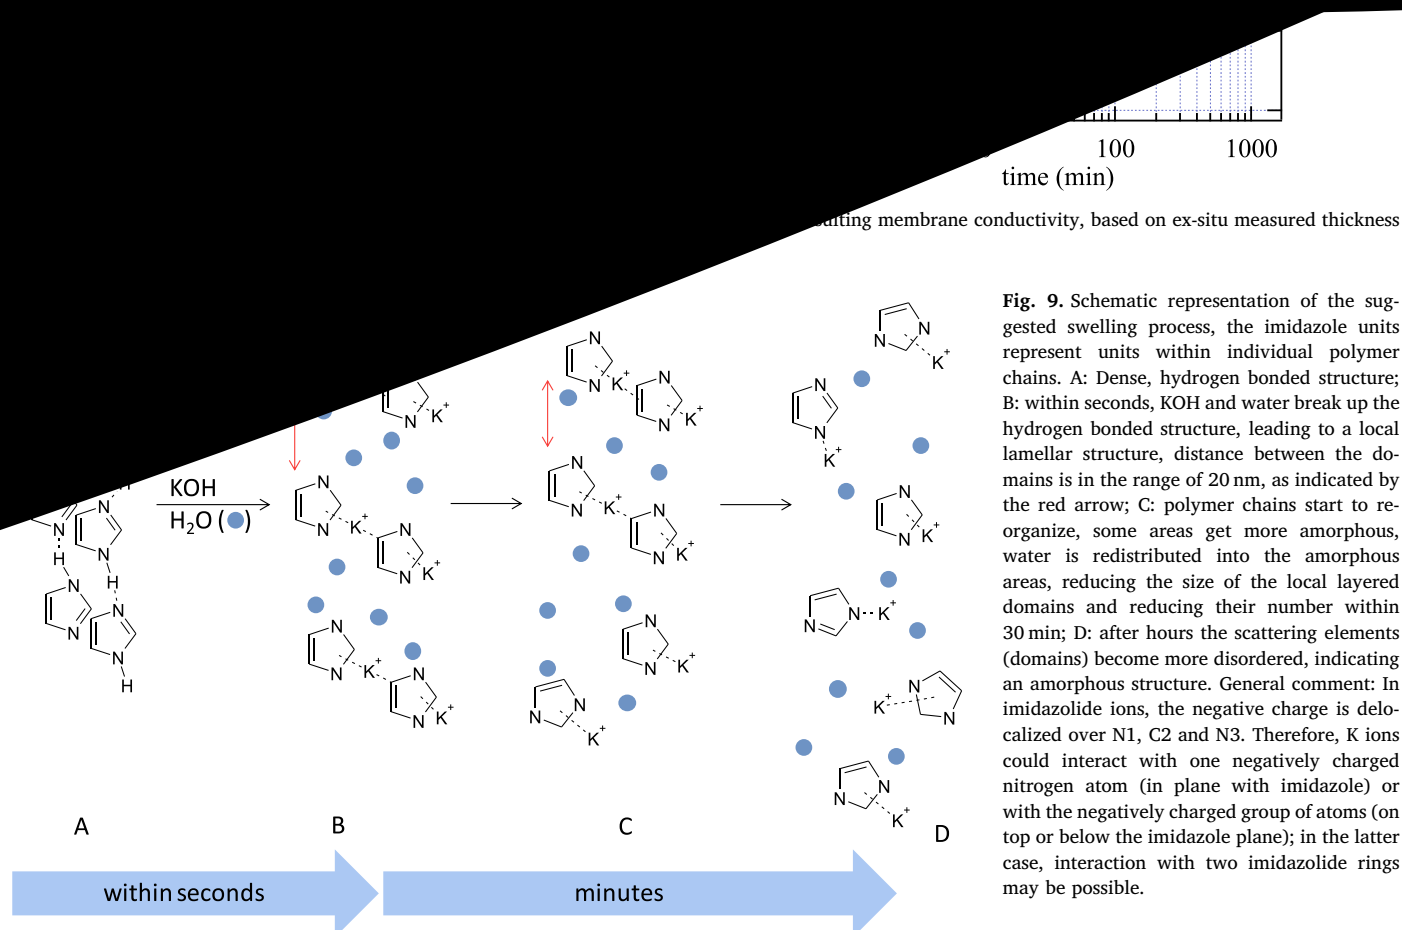 100 1000
time (min)
membrane conductivity, based on ex-situ measured thickness
Fig. 9. Schematic representation of the sug-
gested swelling process, the imidazole units
represent units within individual polymer
chains. A: Dense, hydrogen bonded structure;
B: within seconds, KOH and water break up the
hydrogen bonded structure, leading to a local
lamellar structure, distance between the do-
mains is in the range of 20 nm, as indicated by
the red arrow; C: polymer chains start to re-
organize, some areas get more amorphous,
water is redistributed into the amorphous
areas, reducing the size of the local layered
domains and reducing their number within
30 min; D: after hours the scattering elements
(domains) become more disordered, indicating
an amorphous structure. General comment: In
imidazolide ions, the negative charge is delo-
calized over N1, C2 and N3. Therefore, K ions
could interact with one negatively charged
nitrogen atom (in plane with imidazole) or
with the negatively charged group of atoms (on
top or below the imidazole plane); in the latter
case, interaction with two imidazolide rings
may be possible.
N
H
N
H
N
N
H
N
N
H
KOH
H₂O ( )
N K⁺
N
N K⁺
N
N K⁺
N
N K⁺
N
N K⁺
N
N K⁺
N
N K⁺
N
N K⁺
N
N K⁺
N
N K⁺
N N
K⁺
N N
K⁺
N
N
K⁺
N
N K⁺
N K⁺
N
K⁺ N
N
N N
K⁺
A B C D
within seconds minutes